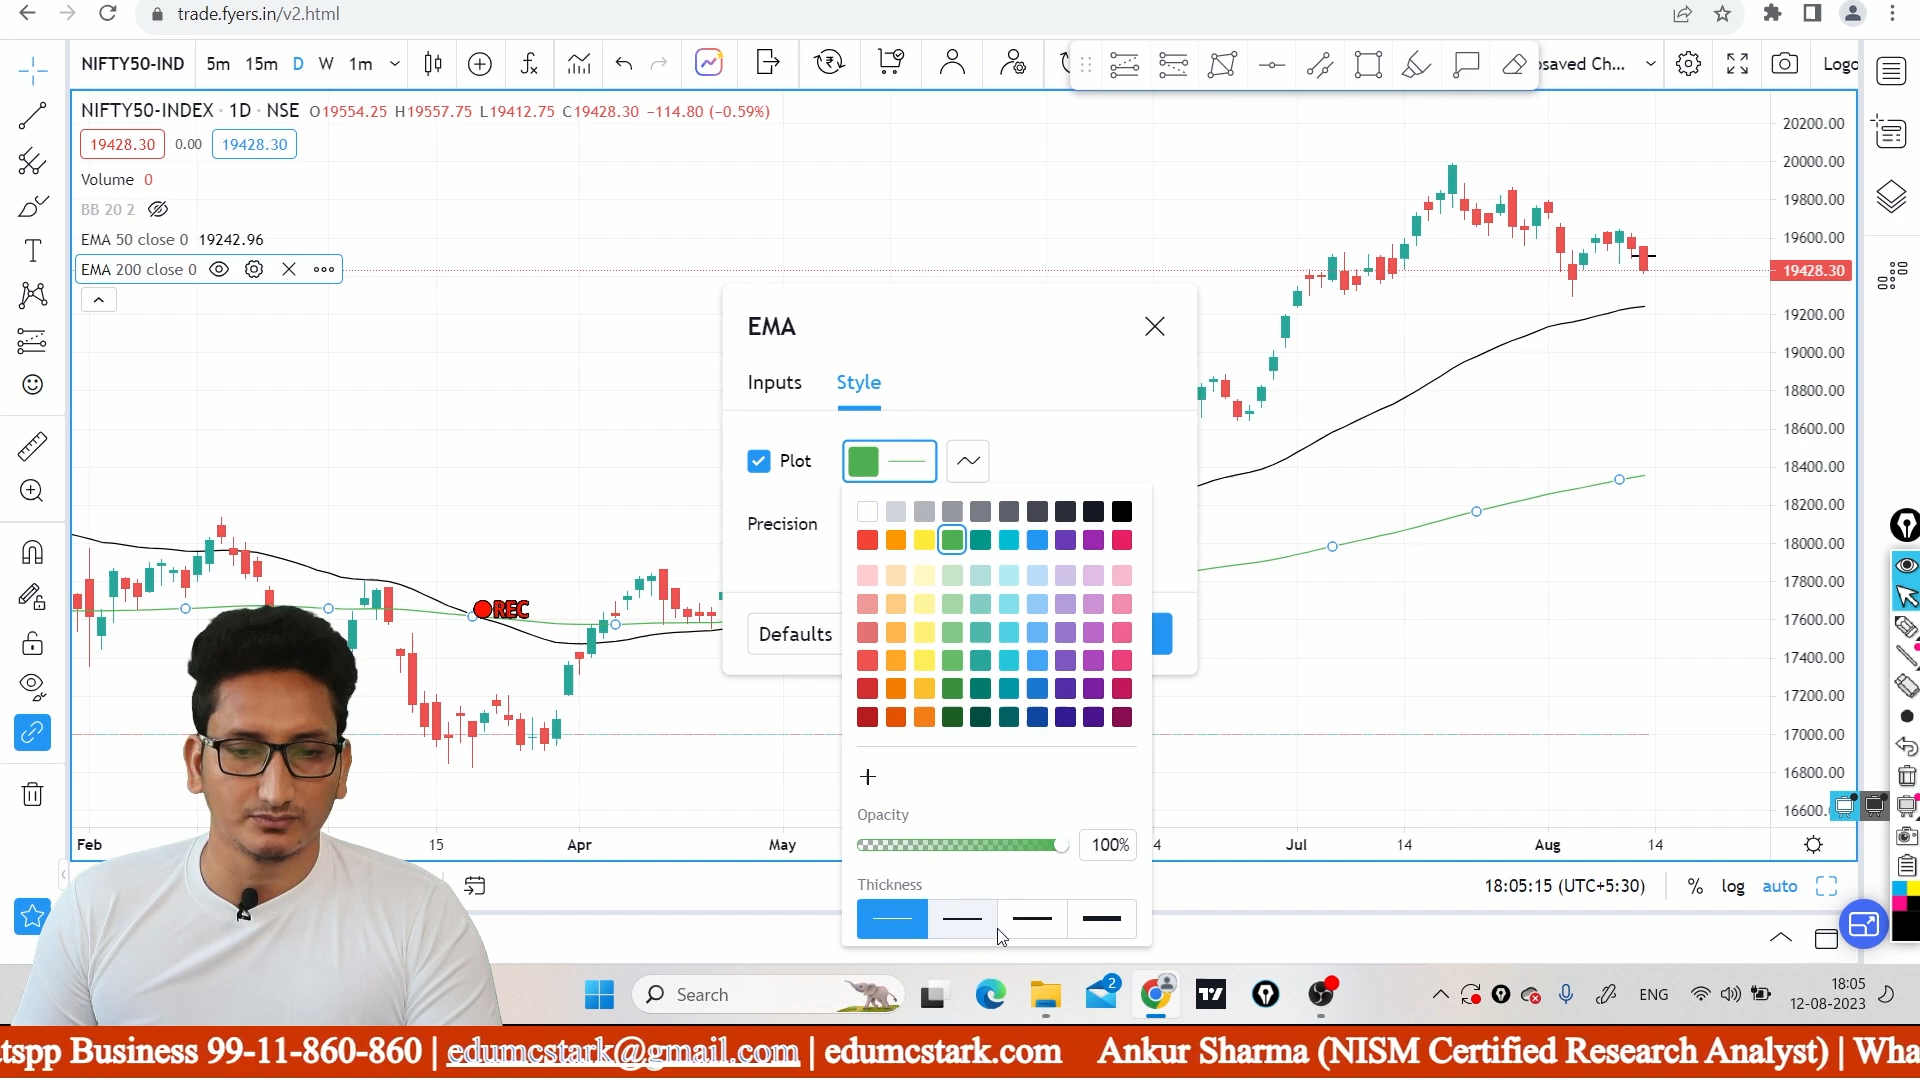 trade.fyers.in/v2.html
NIFTY50-IND 5m 15m D W 1m saved Ch... Logo
NIFTY50-INDEX · 1D · NSE O19554.25 H19557.75 L19412.75 C19428.30 −114.80 (−0.59%)
19428.30 0.00 19428.30
Volume 0
BB 20 2
EMA 50 close 0 19242.96
EMA 200 close 0
20200.00
20000.00
19800.00
19600.00
19428.30
19200.00
19000.00
18800.00
18600.00
18400.00
18200.00
18000.00
17800.00
17600.00
17400.00
17200.00
17000.00
16800.00
16600.
EMA
Inputs Style
Plot
Precision
Defaults
Opacity
100%
Thickness
REC
Feb 15 Apr May 4 Jul 14 Aug 14
18:05:15 (UTC+5:30) % log auto
Search 2 ENG 18:05
12-08-2023
tspp Business 99-11-860-860 | edumcstark@gmail.com | edumcstark.com Ankur Sharma (NISM Certified Research Analyst) | Wha